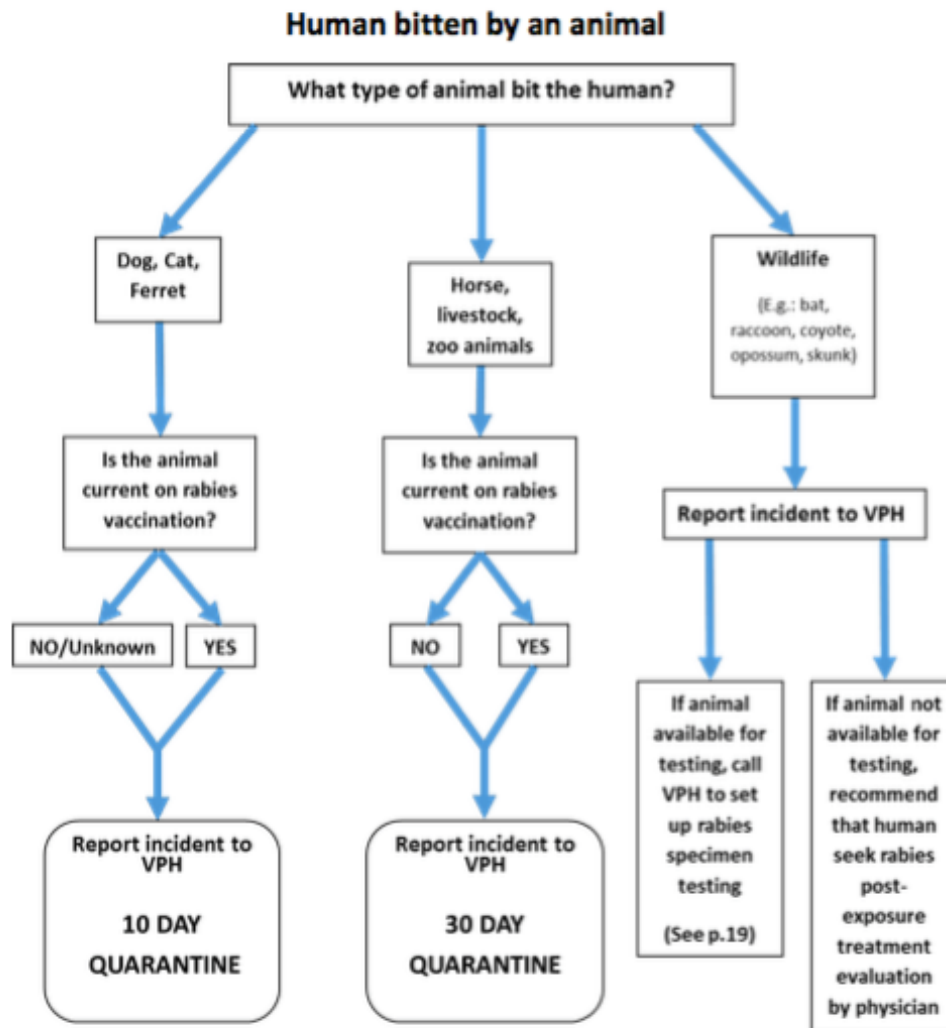 Human bitten by an animal
What type of animal bit the human?
Dog, Cat,
Ferret
Horse,
livestock,
zoo animals
Wildlife
(E.g.: bat,
raccoon, coyote,
opossum, skunk)
Is the animal
current on rabies
vaccination?
Is the animal
current on rabies
vaccination?
Report incident to VPH
NO/Unknown
YES
NO
YES
Report incident to
VPH
10 DAY
QUARANTINE
Report incident to
VPH
30 DAY
QUARANTINE
If animal
available for
testing, call
VPH to set
up rabies
specimen
testing
(See p.19)
If animal not
available for
testing,
recommend
that human
seek rabies
post-
exposure
treatment
evaluation
by physician